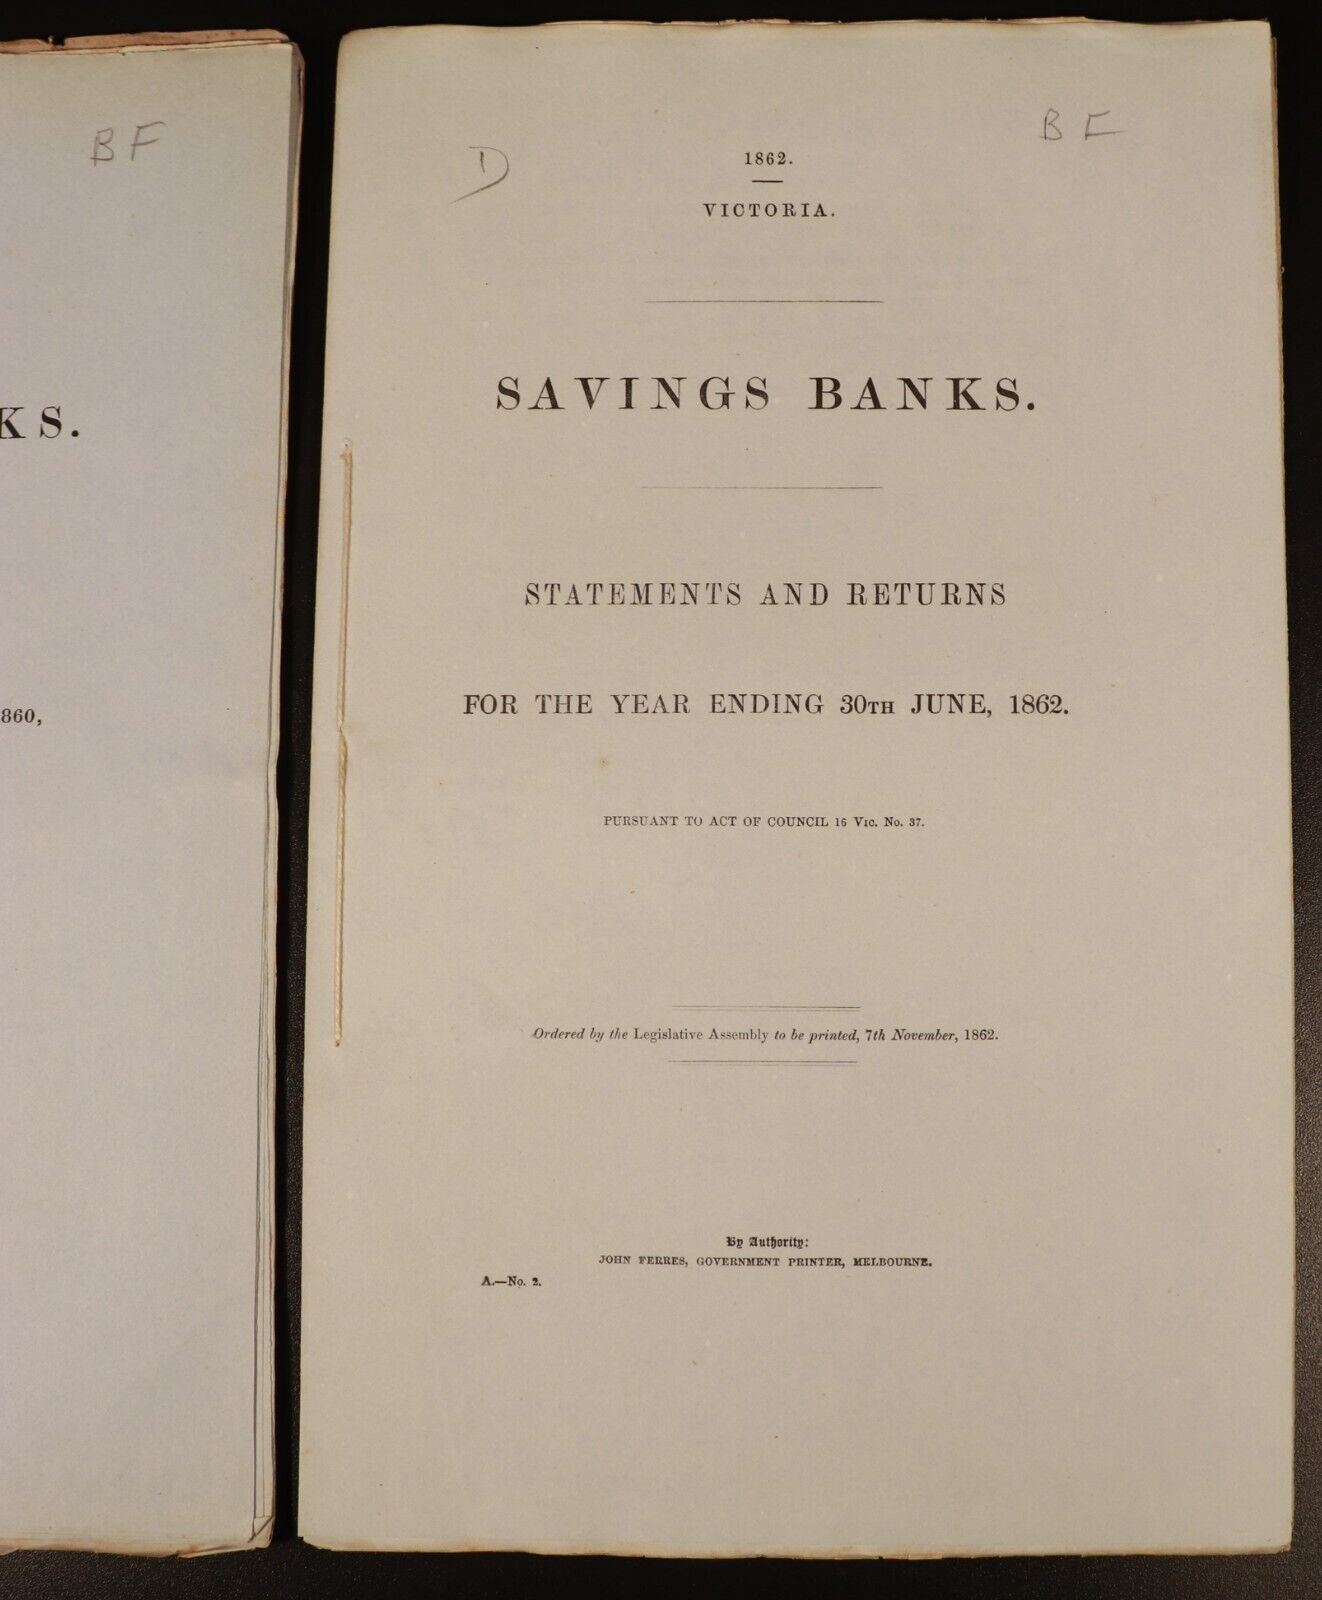 B F
KS.
860,
D
B F
1862.
VICTORIA.
SAVINGS BANKS.
STATEMENTS AND RETURNS
FOR THE YEAR ENDING 30TH JUNE, 1862.
PURSUANT TO ACT OF COUNCIL 16 VIC. No. 37.
Ordered by the Legislative Assembly to be printed, 7th November, 1862.
By Authority:
JOHN FERRES, GOVERNMENT PRINTER, MELBOURNE.
A.—No. 2.